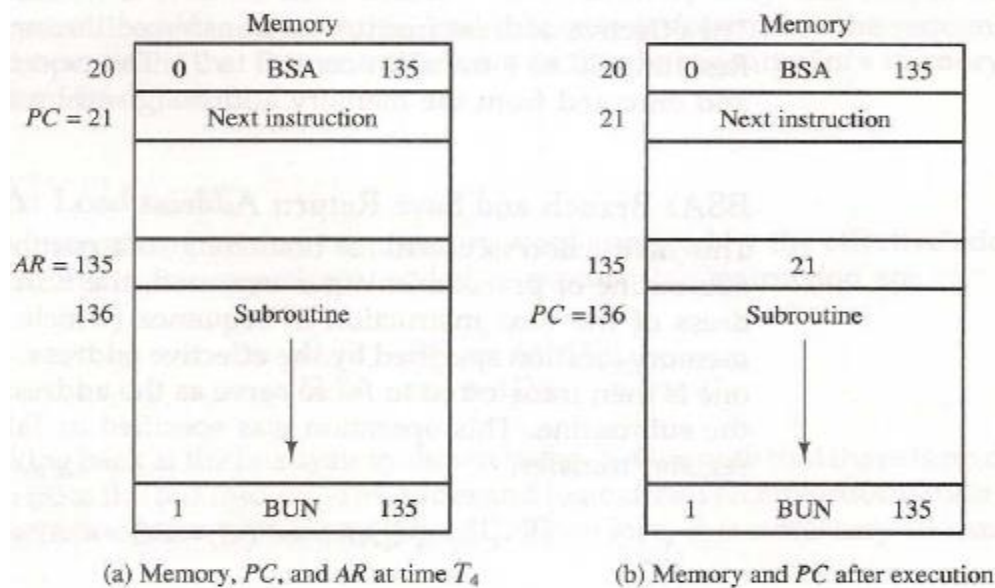 Memory
20 0 BSA 135
PC = 21 Next instruction
AR = 135
136 Subroutine
1 BUN 135
(a) Memory, PC, and AR at time T4
Memory
20 0 BSA 135
21 Next instruction
135 21
PC =136 Subroutine
1 BUN 135
(b) Memory and PC after execution